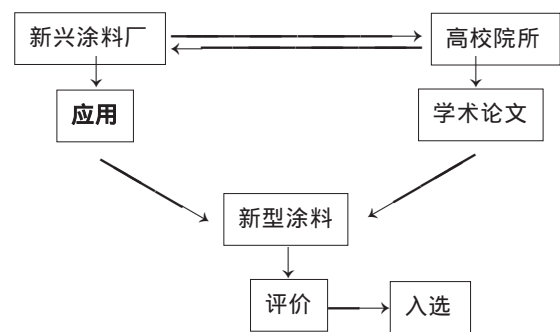 新兴涂料厂
高校院所
应用
学术论文
新型涂料
评价
入选